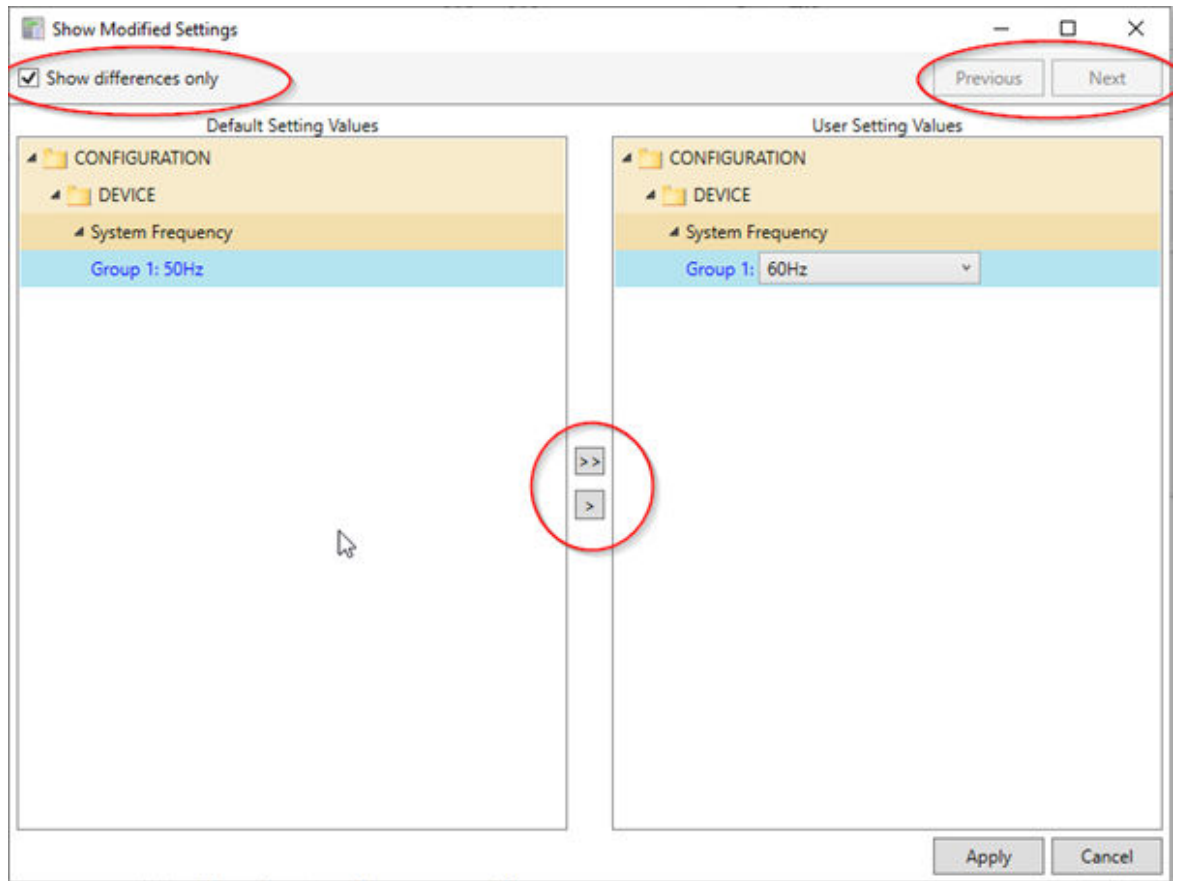 Show Modified Settings
Show differences only
Previous Next
Default Setting Values
CONFIGURATION
DEVICE
System Frequency
Group 1: 50Hz
>>
>
User Setting Values
CONFIGURATION
DEVICE
System Frequency
Group 1: 60Hz
Apply Cancel